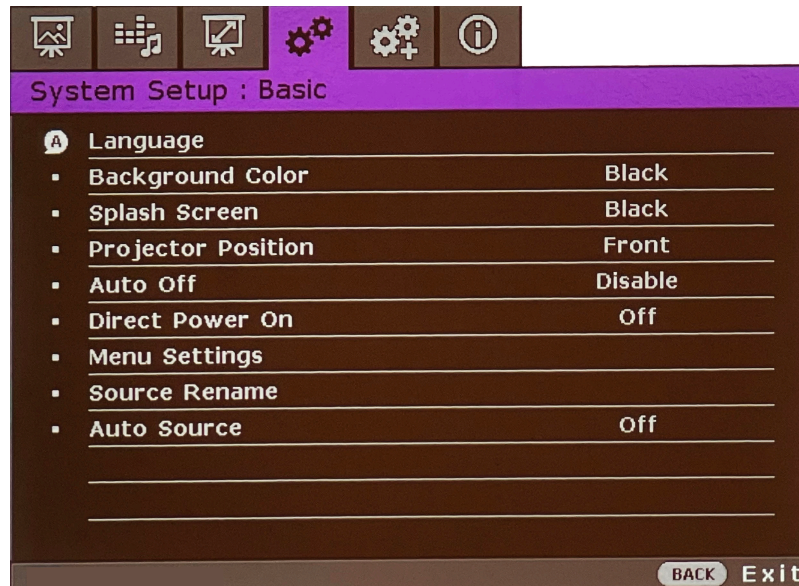 System Setup : Basic
A Language
Background Color Black
Splash Screen Black
Projector Position Front
Auto Off Disable
Direct Power On Off
Menu Settings
Source Rename
Auto Source Off
BACK Exit